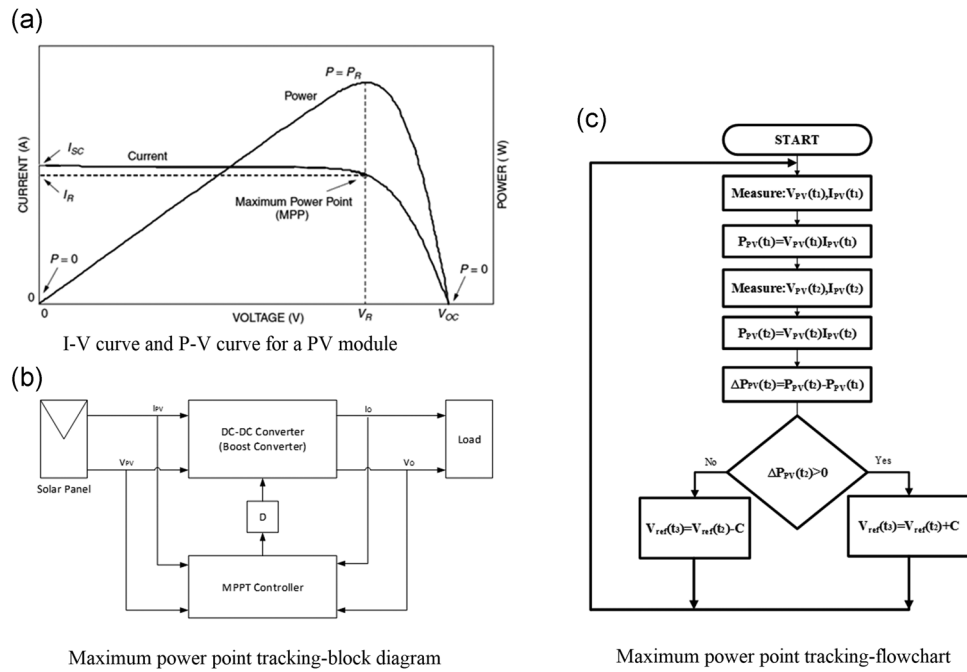 (a)
P = P_R
Power
I_SC
Current
I_R
Maximum Power Point
(MPP)
P = 0
P = 0
CURRENT (A)
POWER (W)
0
0
VOLTAGE (V)
V_R
V_OC
I-V curve and P-V curve for a PV module
(b)
I_PV
DC-DC Converter
(Boost Converter)
I_O
Load
V_PV
V_O
Solar Panel
D
MPPT Controller
Maximum power point tracking-block diagram
(c)
START
Measure:V_PV(t₁),I_PV(t₁)
P_PV(t₁)=V_PV(t₁)I_PV(t₁)
Measure:V_PV(t₂),I_PV(t₂)
P_PV(t₂)=V_PV(t₂)I_PV(t₂)
ΔP_PV(t₂)=P_PV(t₂)-P_PV(t₁)
No
ΔP_PV(t₂)>0
Yes
V_ref(t₃)=V_ref(t₂)-C
V_ref(t₃)=V_ref(t₂)+C
Maximum power point tracking-flowchart